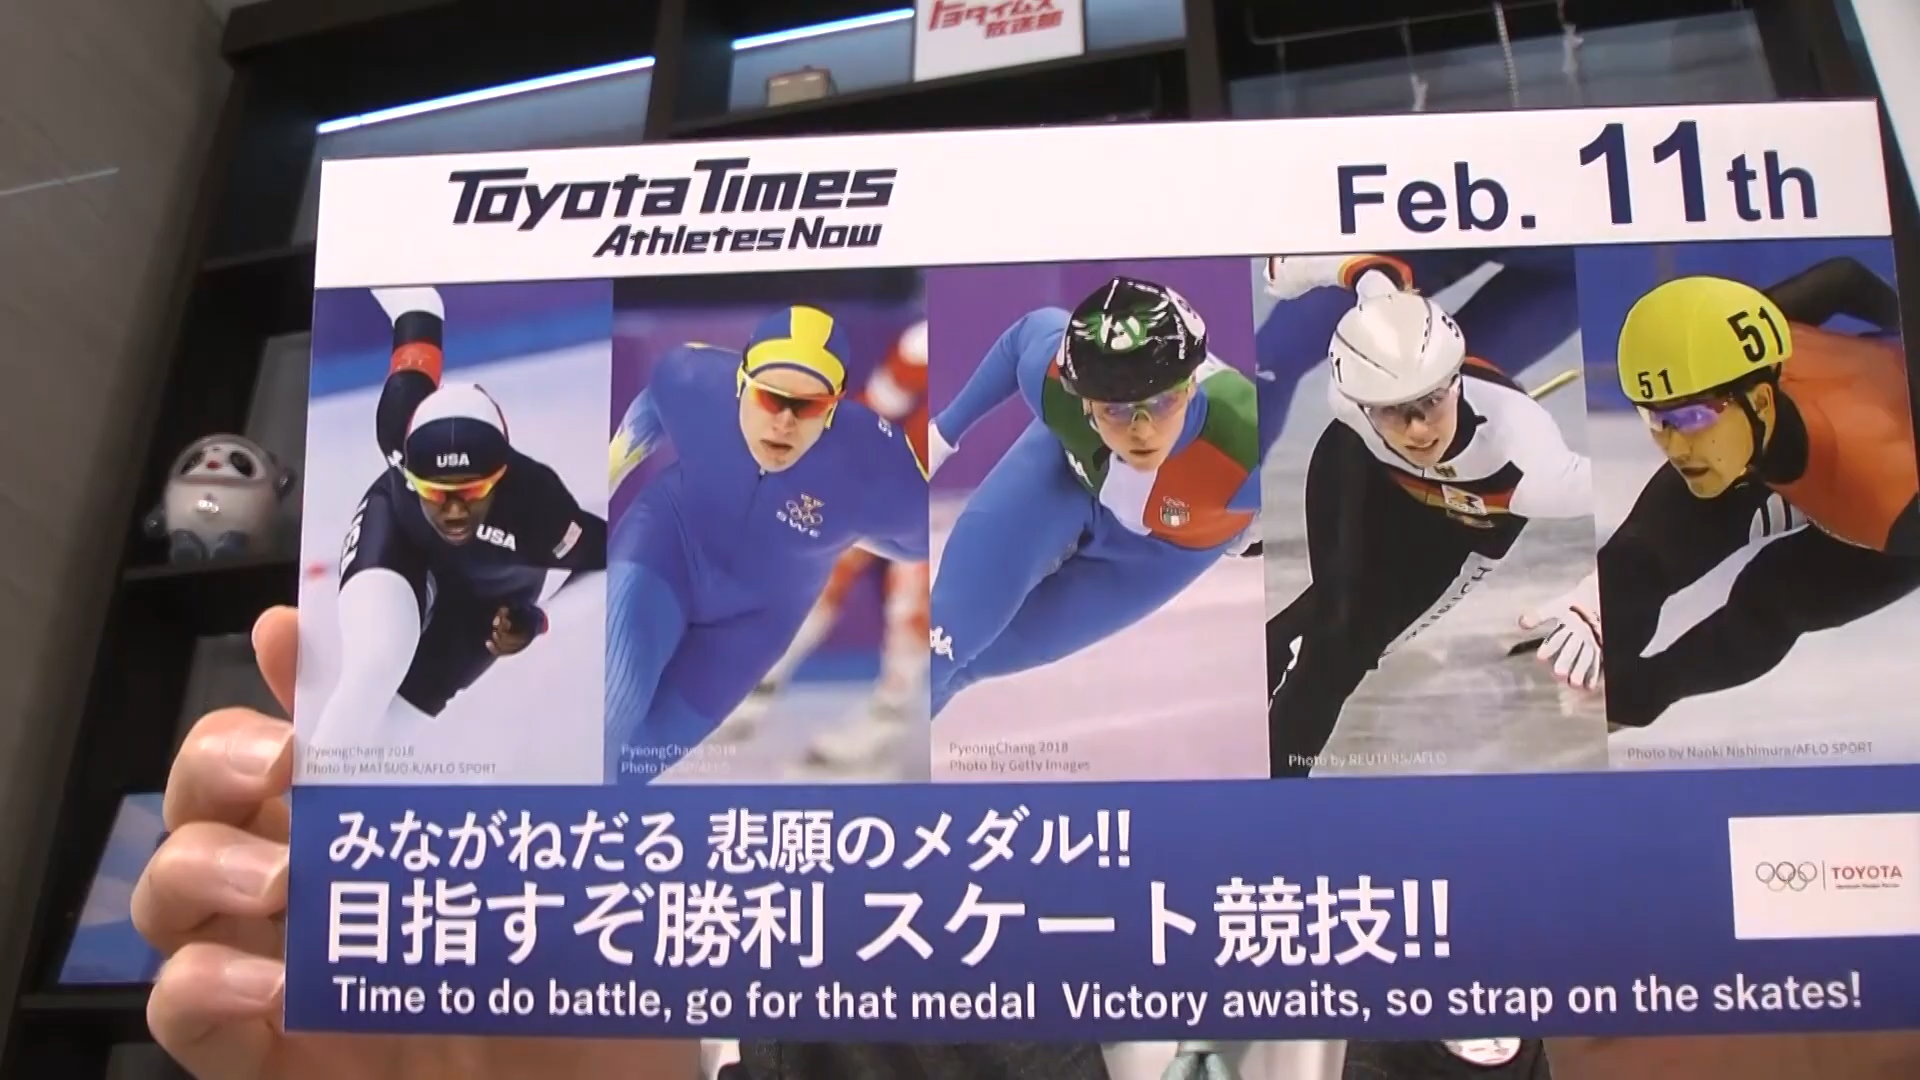 トヨタイムズ
放送部
Toyota Times
Athletes Now
Feb. 11th
USA
USA
SWE
51
51
PyeongChang 2018
Photo by MATSUO.K/AFLO SPORT
PyeongChang 2018
PyeongChang 2018
Photo by Getty Images
Photo by REUTERS/AFLO
Photo by Naoki Nishimura/AFLO SPORT
みながねだる 悲願のメダル!!
目指すぞ勝利 スケート競技!!
Time to do battle, go for that medal Victory awaits, so strap on the skates!
TOYOTA